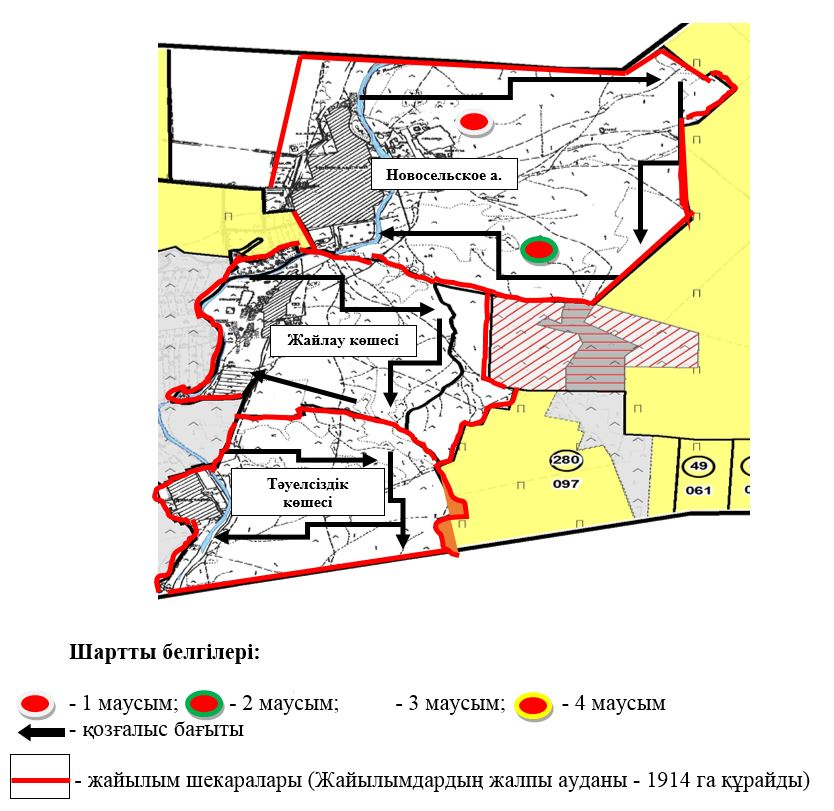 Новосельское а.
Жайлау көшесі
Тәуелсіздік
көшесі
280
097
49
061
0
Шартты белгілері:
- 1 маусым; - 2 маусым; - 3 маусым; - 4 маусым
- қозғалыс бағыты
- жайылым шекаралары (Жайылымдардың жалпы ауданы - 1914 га құрайды)